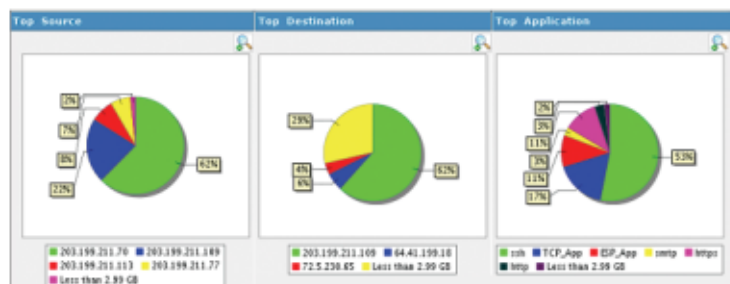 Top Source
Top Destination
Top Application
2%
7%
8%
22%
62%
29%
4%
6%
62%
2%
3%
11%
3%
11%
17%
53%
203.199.211.70 203.199.211.109
203.199.211.113 203.199.211.77
Less than 2.99 GB
203.199.211.109 64.41.199.18
72.5.230.65 Less than 2.99 GB
ssh TCP_App ESP_App smtp https
http Less than 2.99 GB